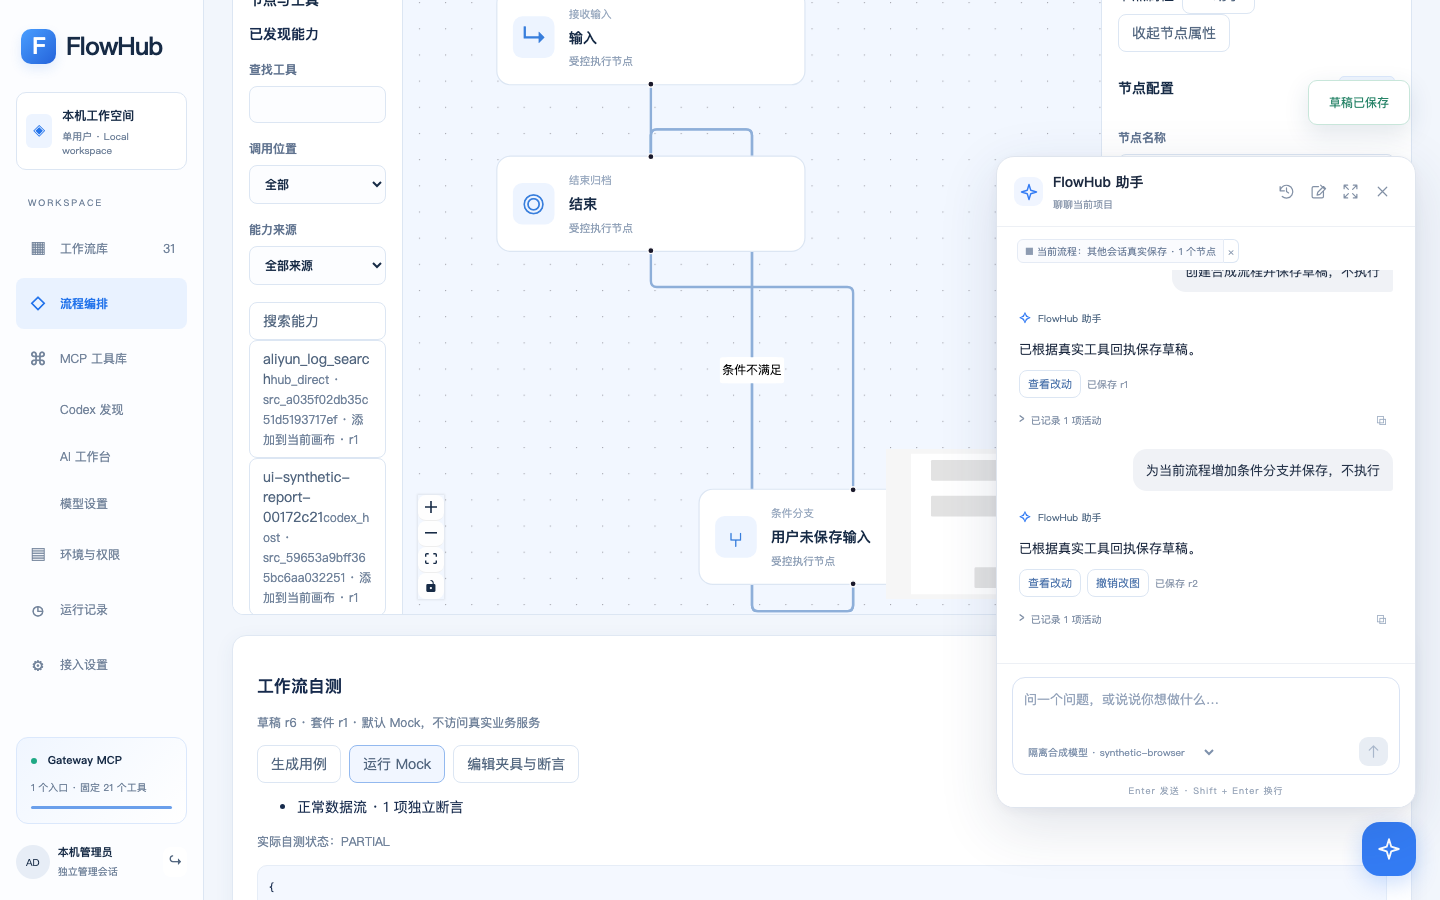 F FlowHub
本机工作空间
单用户 · Local
workspace
WORKSPACE
工作流库 31
流程编排
MCP 工具库
Codex 发现
AI 工作台
模型设置
环境与权限
运行记录
接入设置
Gateway MCP
1 个入口 · 固定 21 个工具
AD
本机管理员
独立管理会话
已发现能力
查找工具
调用位置
全部
能力来源
全部来源
搜索能力
aliyun_log_searc
hhub_direct ·
src_a035f02db35c
51d5193717ef · 添
加到当前画布 · r1
ui-synthetic-
report-
00172c21codex_h
ost ·
src_59653a9bff36
5bc6aa032251 · 添
加到当前画布 · r1
接收输入
输入
受控执行节点
结束归档
结束
受控执行节点
条件不满足
条件分支
用户未保存输入
受控执行节点
收起节点属性
节点配置
草稿已保存
节点名称
工作流自测
草稿 r6 · 套件 r1 · 默认 Mock，不访问真实业务服务
生成用例
运行 Mock
编辑夹具与断言
正常数据流 · 1 项独立断言
实际自测状态：PARTIAL
{
FlowHub 助手
聊聊当前项目
当前流程：其他会话真实保存 · 1 个节点 ×
创建合成流程并保存草稿，不执行
FlowHub 助手
已根据真实工具回执保存草稿。
查看改动 已保存 r1
已记录 1 项活动
为当前流程增加条件分支并保存，不执行
FlowHub 助手
已根据真实工具回执保存草稿。
查看改动 撤销改图 已保存 r2
已记录 1 项活动
问一个问题，或说说你想做什么...
隔离合成模型 · synthetic-browser
Enter 发送 · Shift + Enter 换行